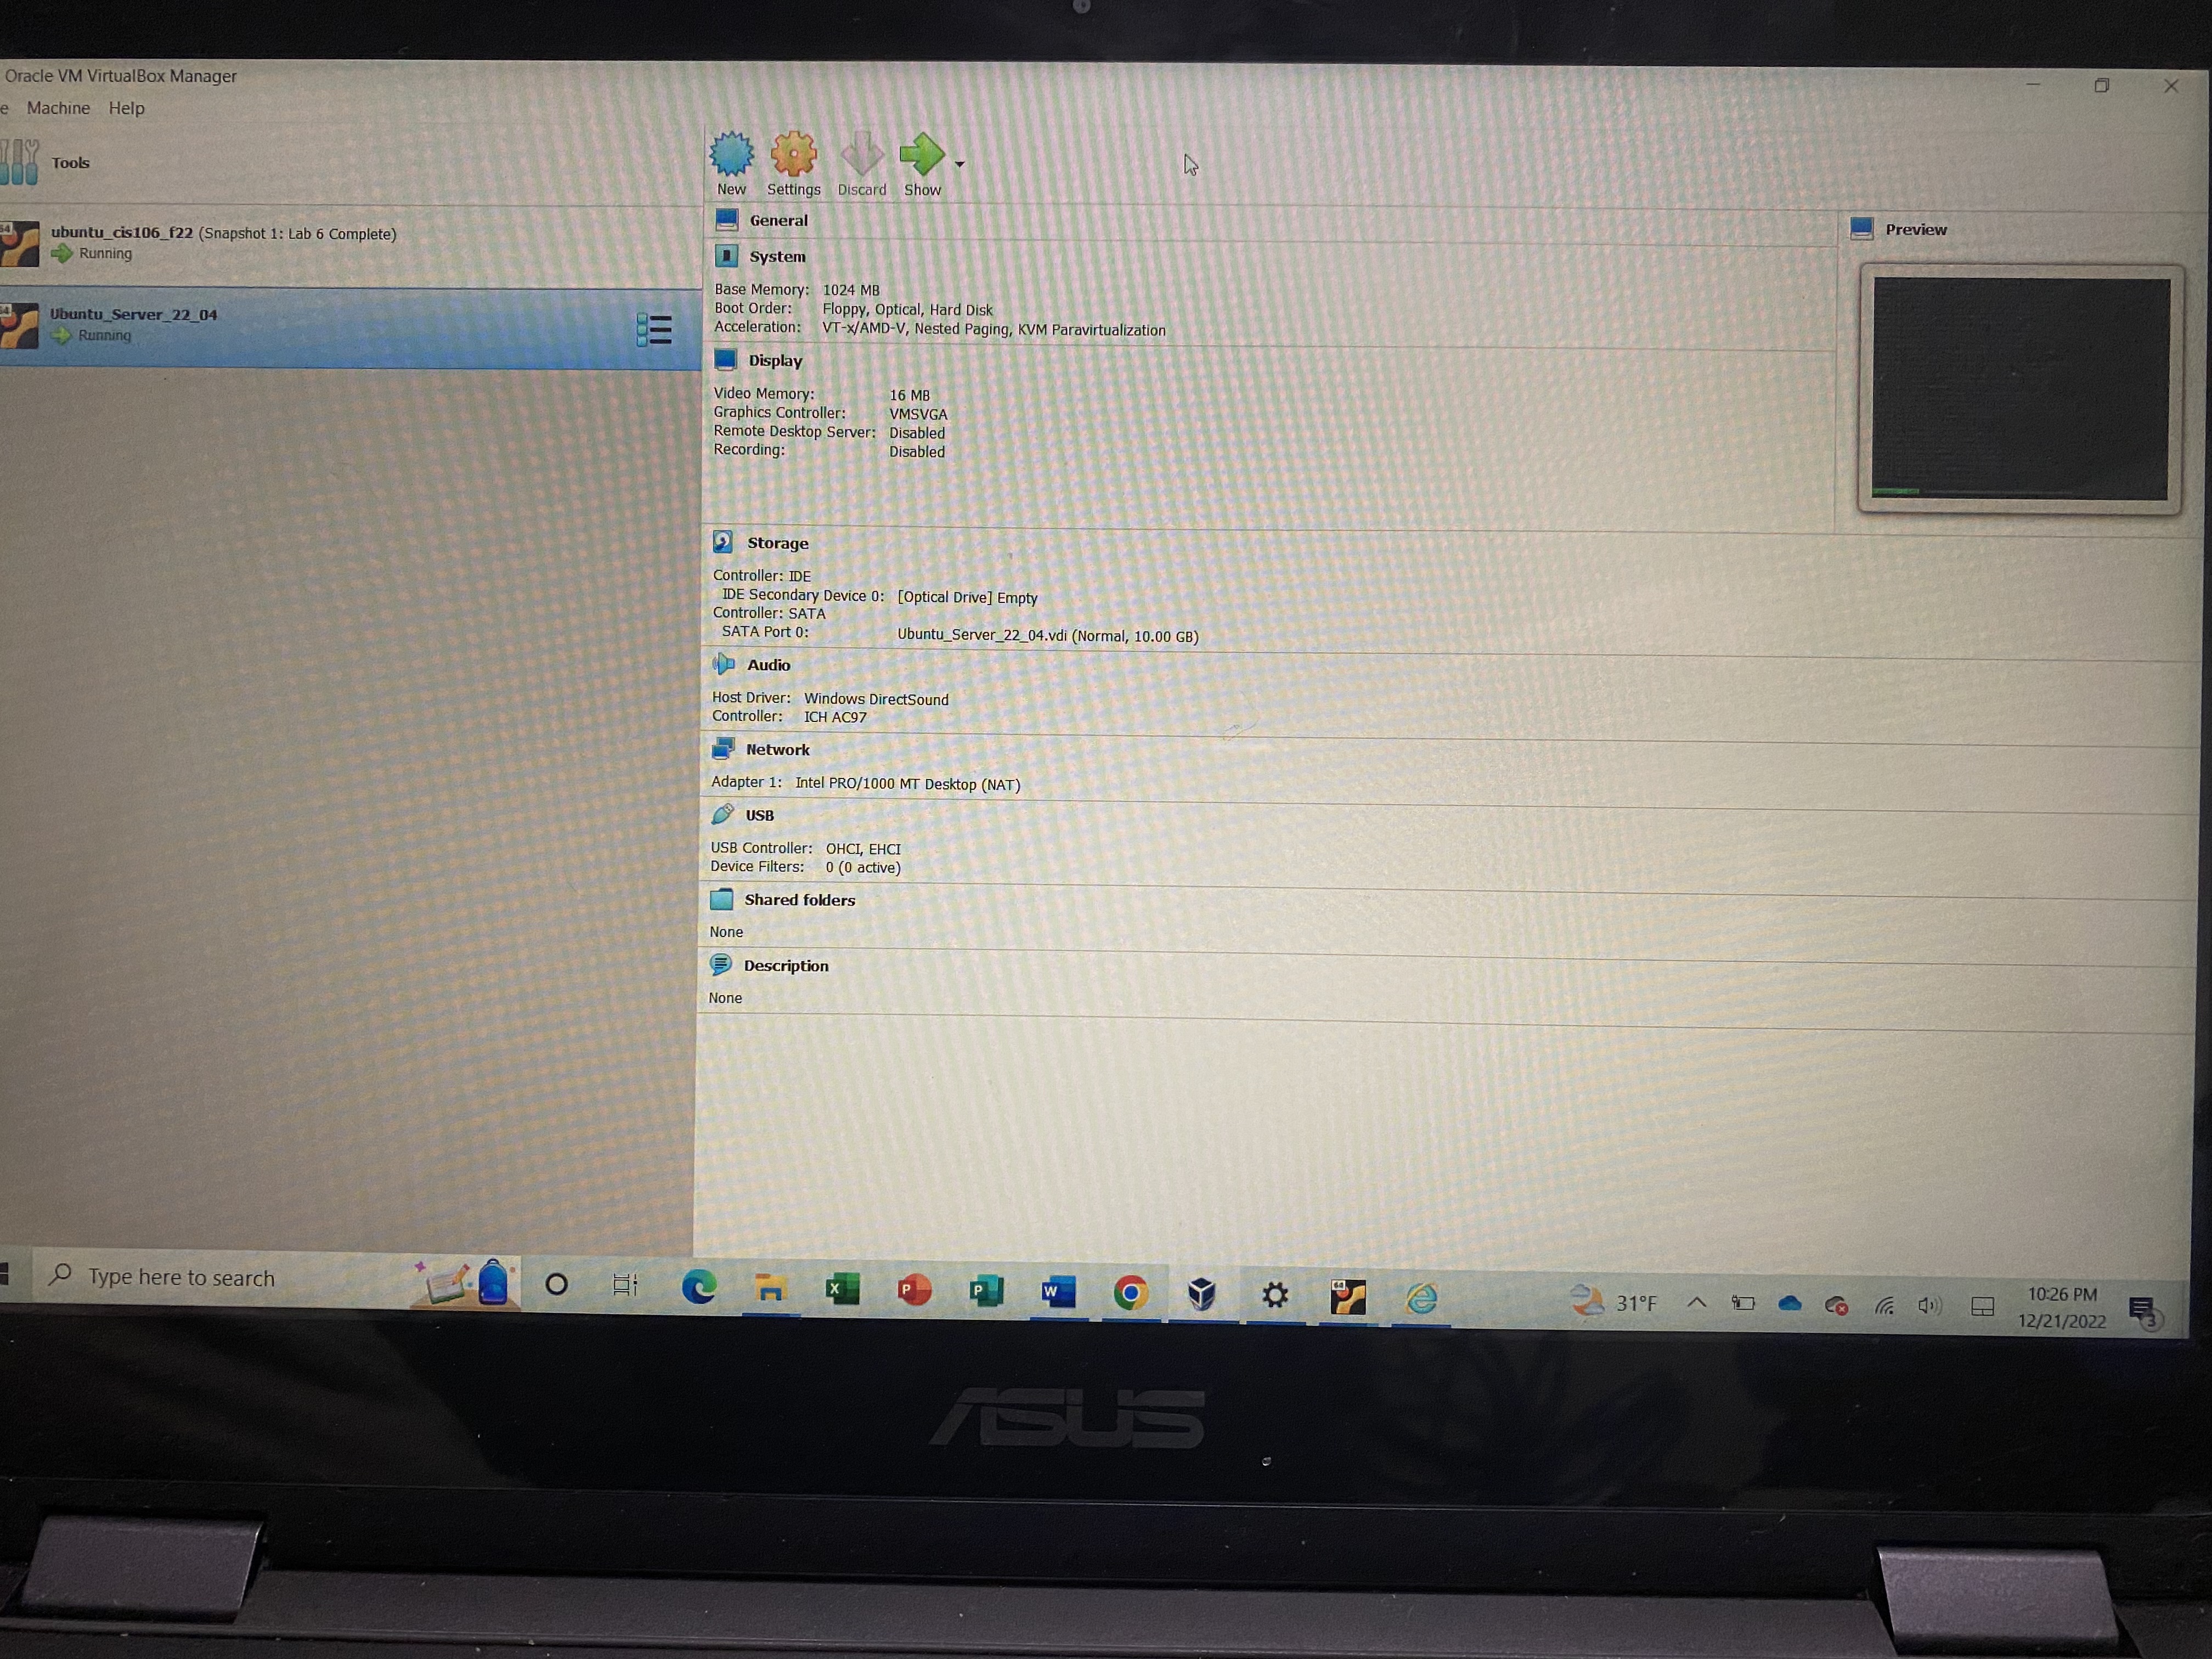 Oracle VM VirtualBox Manager
e Machine Help
Tools
ubuntu_cis106_f22 (Snapshot 1: Lab 6 Complete)
Running
Ubuntu_Server_22_04
Running
New Settings Discard Show
General
System
Base Memory: 1024 MB
Boot Order: Floppy, Optical, Hard Disk
Acceleration: VT-x/AMD-V, Nested Paging, KVM Paravirtualization
Display
Video Memory: 16 MB
Graphics Controller: VMSVGA
Remote Desktop Server: Disabled
Recording: Disabled
Storage
Controller: IDE
IDE Secondary Device 0: [Optical Drive] Empty
Controller: SATA
SATA Port 0: Ubuntu_Server_22_04.vdi (Normal, 10.00 GB)
Audio
Host Driver: Windows DirectSound
Controller: ICH AC97
Network
Adapter 1: Intel PRO/1000 MT Desktop (NAT)
USB
USB Controller: OHCI, EHCI
Device Filters: 0 (0 active)
Shared folders
None
Description
None
Preview
Type here to search
31°F
10:26 PM
12/21/2022
3
ASUS